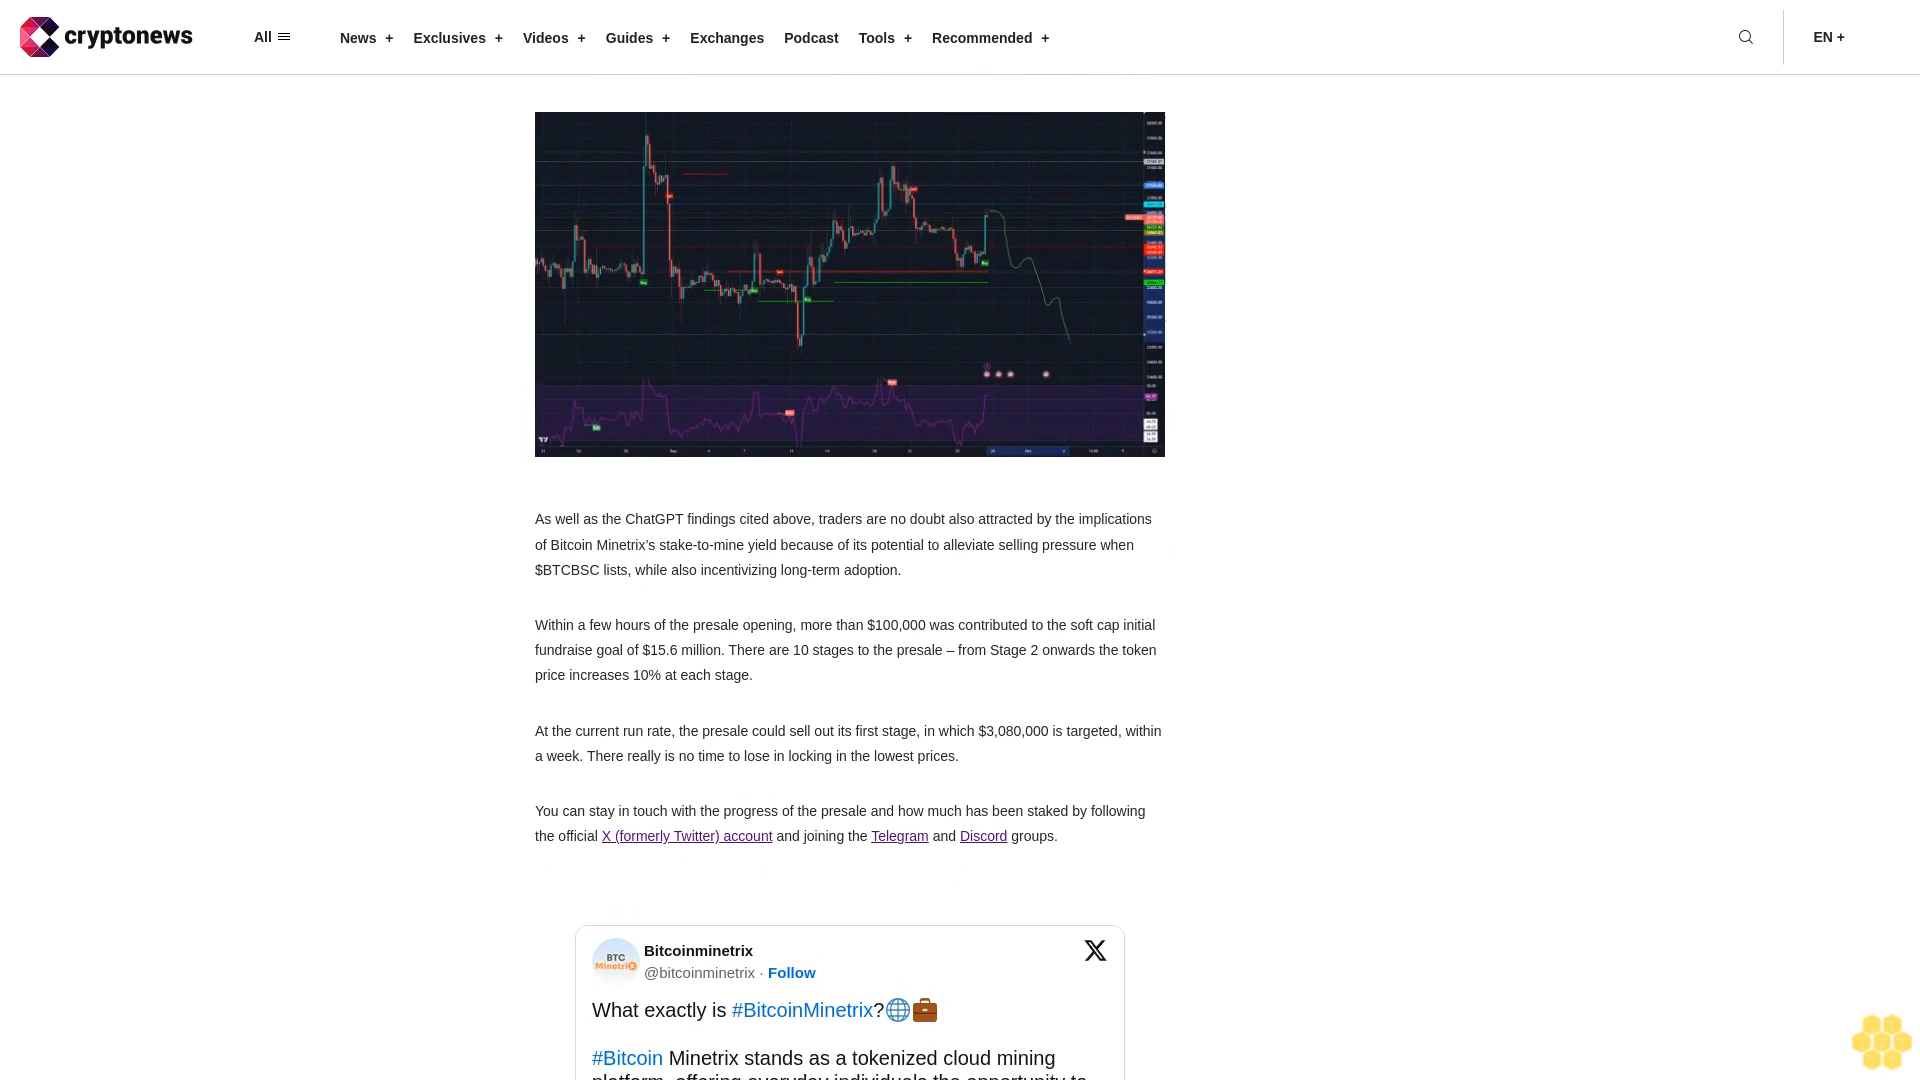 cryptonews
All
News +
Exclusives +
Videos +
Guides +
Exchanges
Podcast
Tools +
Recommended +
EN +
As well as the ChatGPT findings cited above, traders are no doubt also attracted by the implications
of Bitcoin Minetrix’s stake-to-mine yield because of its potential to alleviate selling pressure when
$BTCBSC lists, while also incentivizing long-term adoption.
Within a few hours of the presale opening, more than $100,000 was contributed to the soft cap initial
fundraise goal of $15.6 million. There are 10 stages to the presale – from Stage 2 onwards the token
price increases 10% at each stage.
At the current run rate, the presale could sell out its first stage, in which $3,080,000 is targeted, within
a week. There really is no time to lose in locking in the lowest prices.
You can stay in touch with the progress of the presale and how much has been staked by following
the official X (formerly Twitter) account and joining the Telegram and Discord groups.
BTC
Minetrix
Bitcoinminetrix
@bitcoinminetrix · Follow
What exactly is #BitcoinMinetrix?🌐💼
#Bitcoin Minetrix stands as a tokenized cloud mining
platform, offering everyday individuals the opportunity to